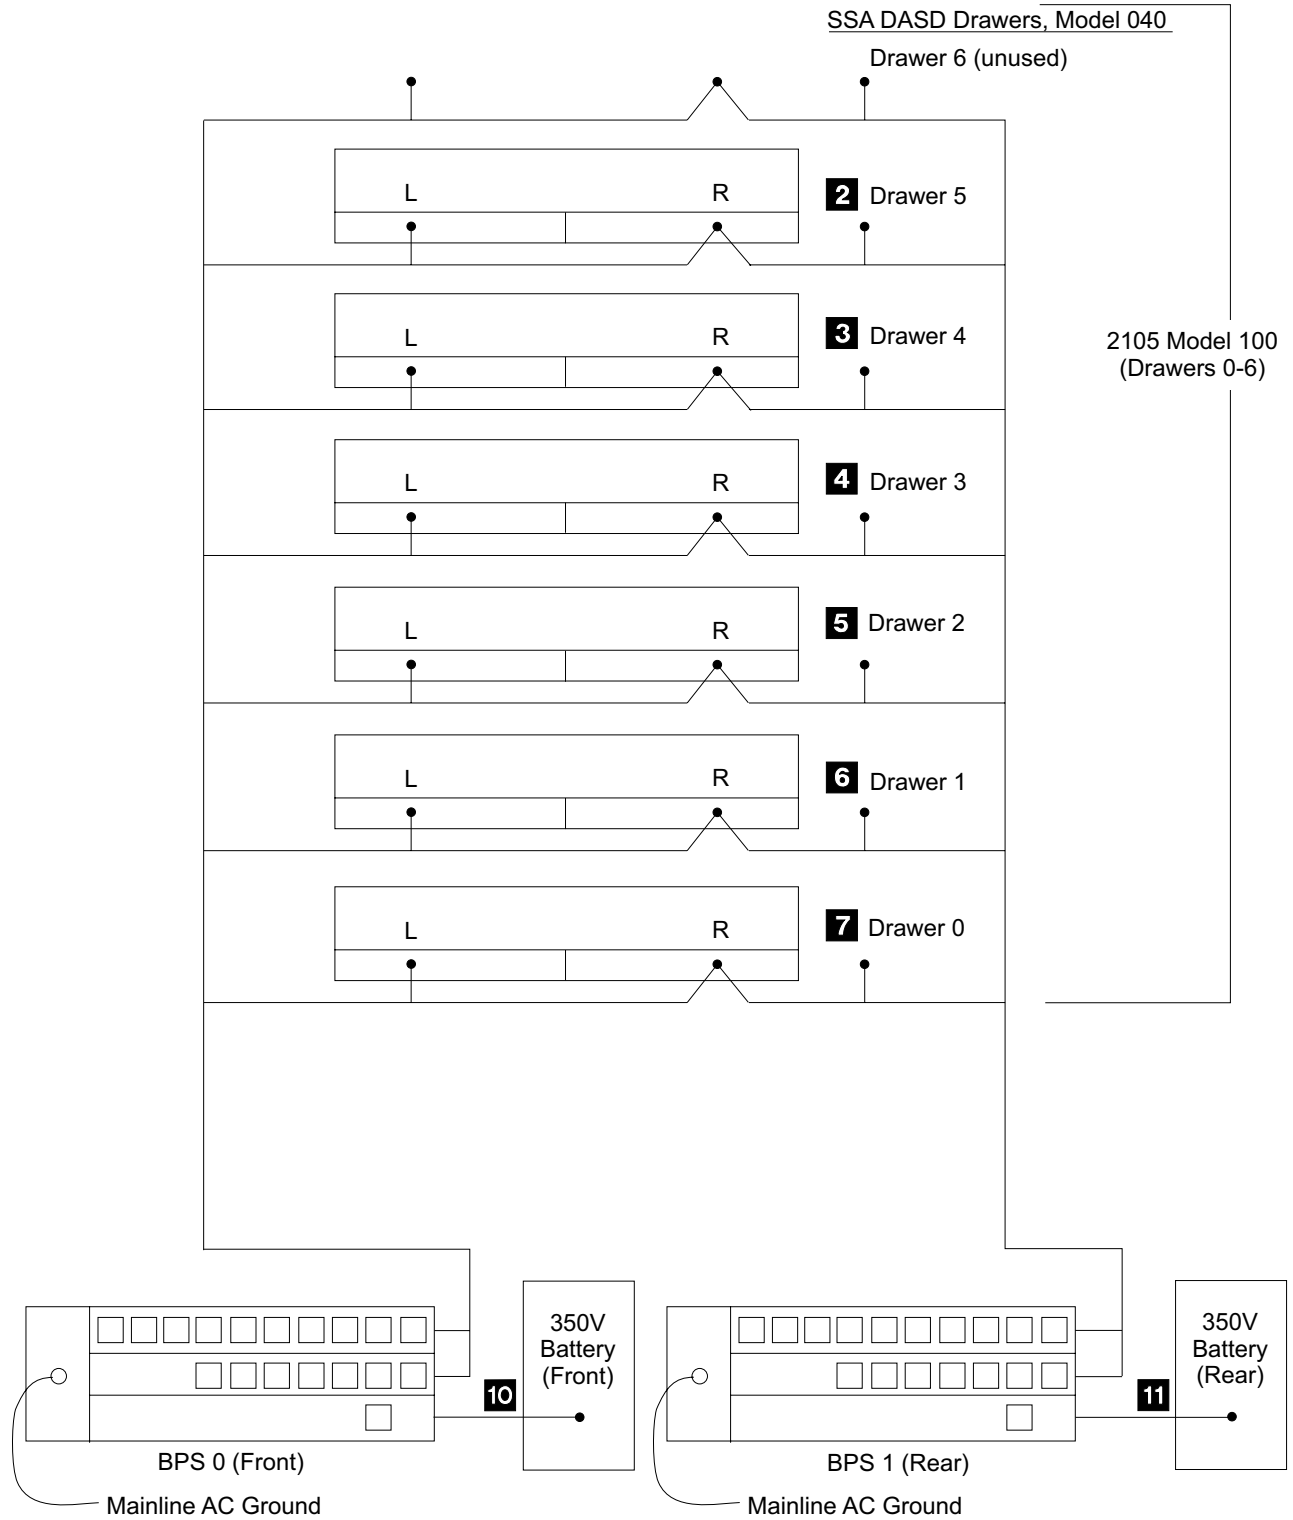 SSA DASD Drawers, Model 040
Drawer 6 (unused)
L R 2 Drawer 5
L R 3 Drawer 4
2105 Model 100
(Drawers 0-6)
L R 4 Drawer 3
L R 5 Drawer 2
L R 6 Drawer 1
L R 7 Drawer 0
350V
Battery
(Front)
10
BPS 0 (Front)
Mainline AC Ground
350V
Battery
(Rear)
11
BPS 1 (Rear)
Mainline AC Ground